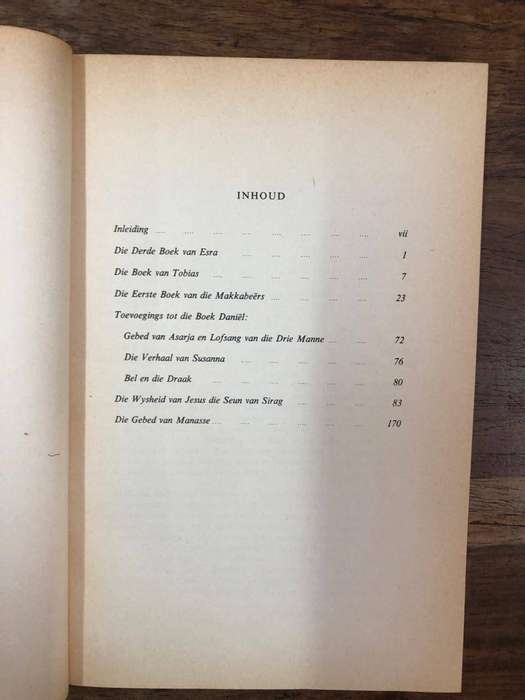 INHOUD
Inleiding .... .... .... .... .... .... .... .... vii
Die Derde Boek van Esra .... .... .... .... .... 1
Die Boek van Tobias .... .... .... .... .... .... 7
Die Eerste Boek van die Makkabeërs .... .... .... .... 23
Toevoegings tot die Boek Daniël:
Gebed van Asarja en Lofsang van die Drie Manne .... .... 72
Die Verhaal van Susanna .... .... .... .... .... 76
Bel en die Draak .... .... .... .... .... .... 80
Die Wysheid van Jesus die Seun van Sirag .... .... .... 83
Die Gebed van Manasse .... .... .... .... .... .... 170